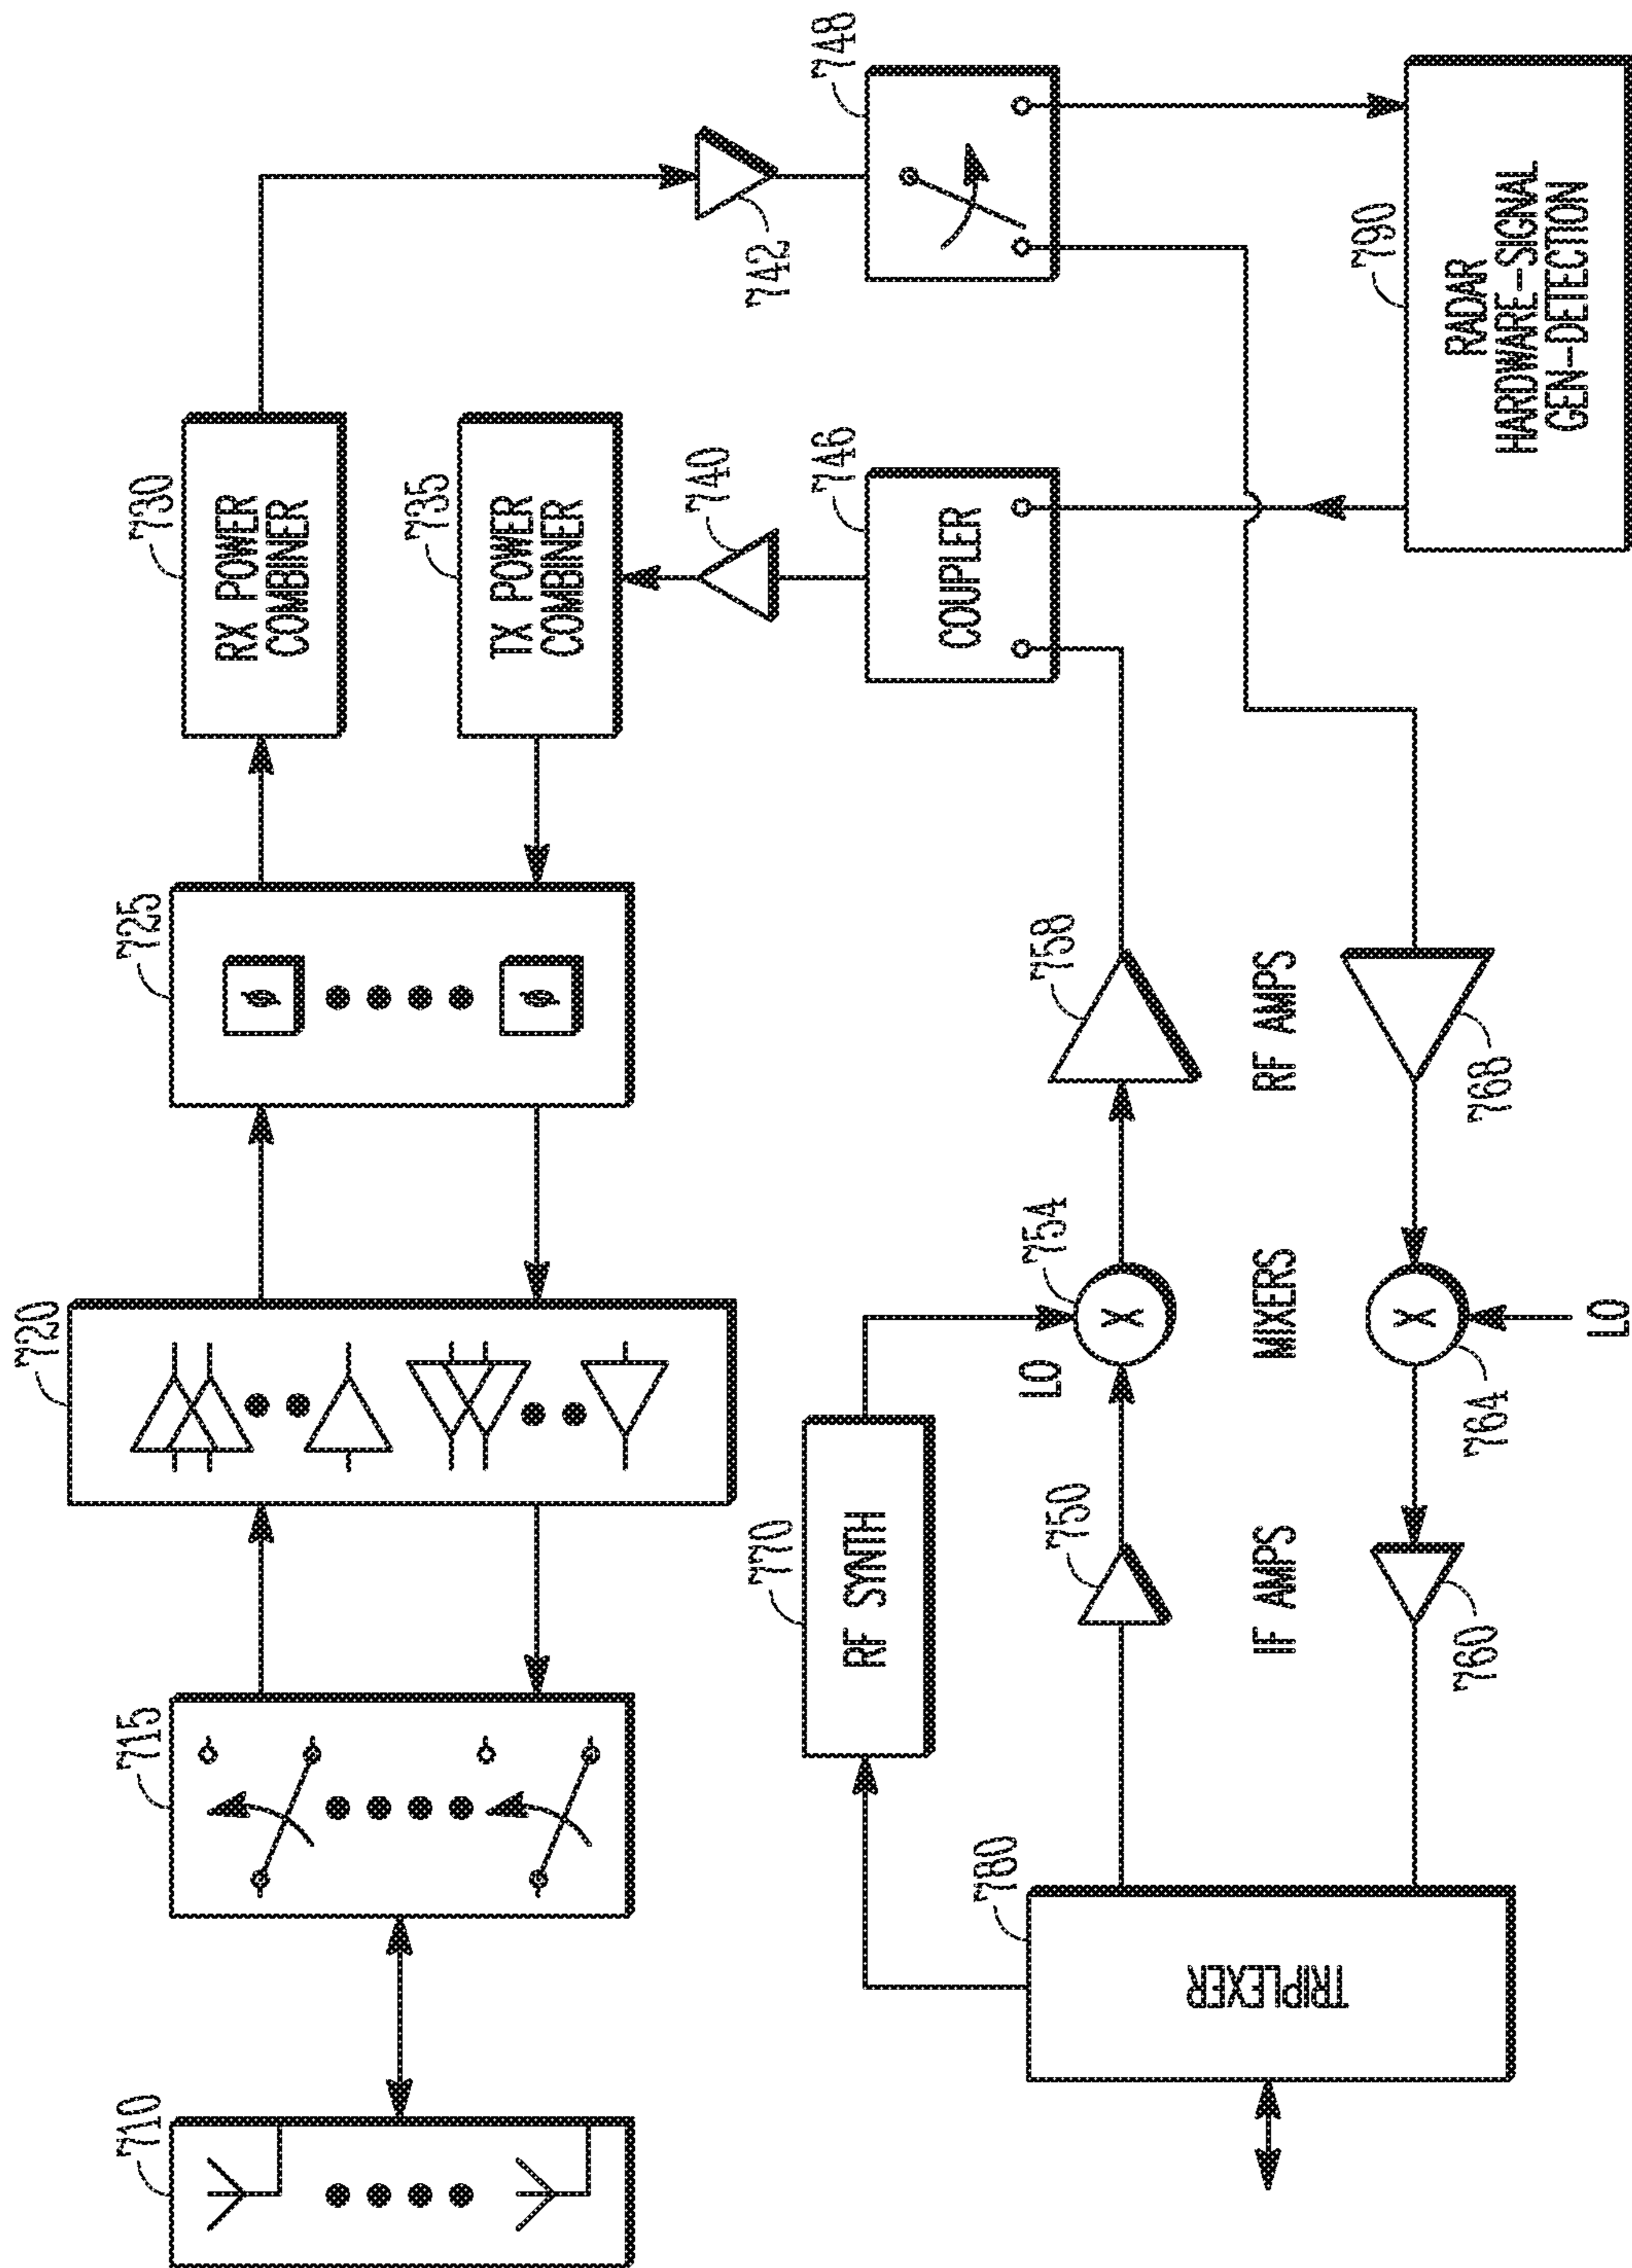 710
715
720
725
730
RX POWER
COMBINER
735
TX POWER
COMBINER
740
742
746
COUPLER
748
770
RF SYNTH
780
TRIPLEXER
750
LO
754
758
IF AMPS
MIXERS
RF AMPS
760
764
LO
768
790
RADAR
HARDWARE-SIGNAL
GEN-DETECTION
X
X
ϕ
ϕ